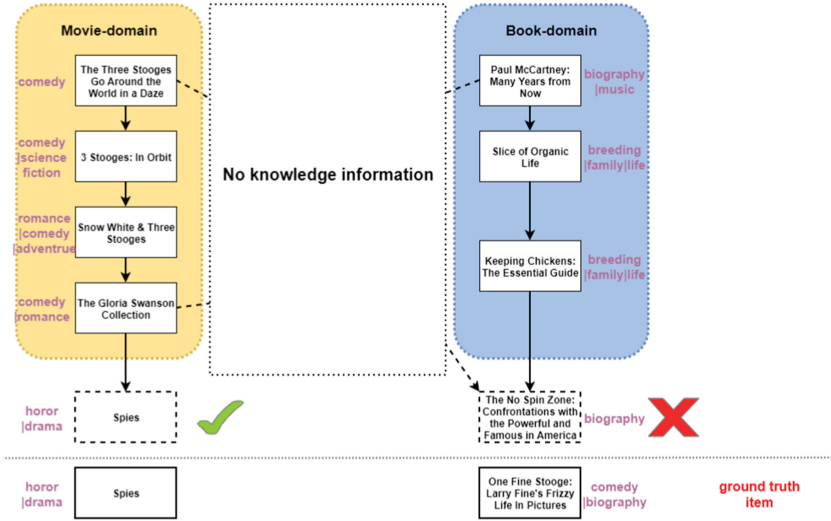 Movie-domain
comedy
The Three Stooges
Go Around the
World in a Daze
comedy
|science
fiction
3 Stooges: In Orbit
romance
|comedy
|adventrue
Snow White & Three
Stooges
comedy
|romance
The Gloria Swanson
Collection
horor
|drama
Spies
No knowledge information
Book-domain
Paul McCartney:
Many Years from
Now
biography
|music
Slice of Organic
Life
breeding
|family|life
Keeping Chickens:
The Essential Guide
breeding
|family|life
The No Spin Zone:
Confrontations with
the Powerful and
Famous in America
biography
horor
|drama
Spies
One Fine Stooge:
Larry Fine's Frizzy
Life In Pictures
comedy
|biography
ground truth
item